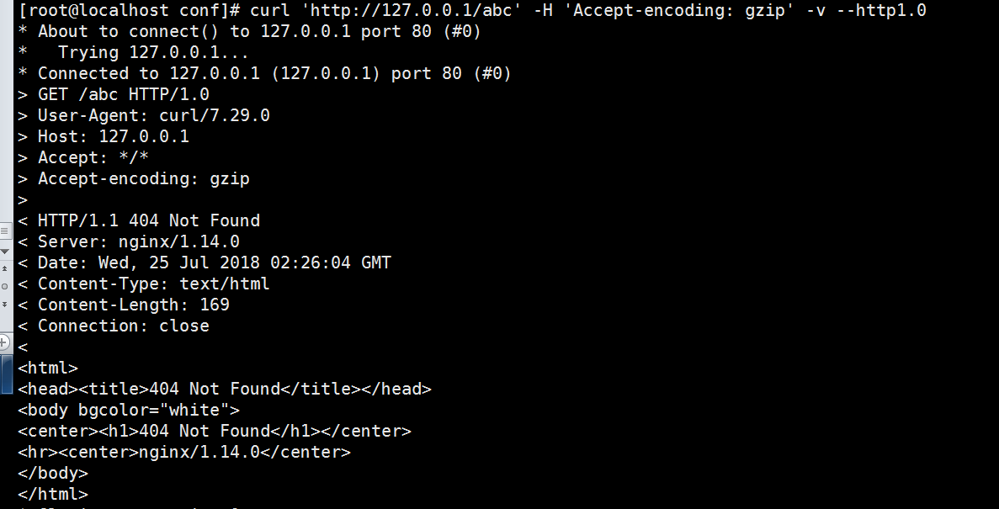 [root@localhost conf]# curl 'http://127.0.0.1/abc' -H 'Accept-encoding: gzip' -v --http1.0
* About to connect() to 127.0.0.1 port 80 (#0)
*   Trying 127.0.0.1...
* Connected to 127.0.0.1 (127.0.0.1) port 80 (#0)
> GET /abc HTTP/1.0
> User-Agent: curl/7.29.0
> Host: 127.0.0.1
> Accept: */*
> Accept-encoding: gzip
>
< HTTP/1.1 404 Not Found
< Server: nginx/1.14.0
< Date: Wed, 25 Jul 2018 02:26:04 GMT
< Content-Type: text/html
< Content-Length: 169
< Connection: close
<
<html>
<head><title>404 Not Found</title></head>
<body bgcolor="white">
<center><h1>404 Not Found</h1></center>
<hr><center>nginx/1.14.0</center>
</body>
</html>